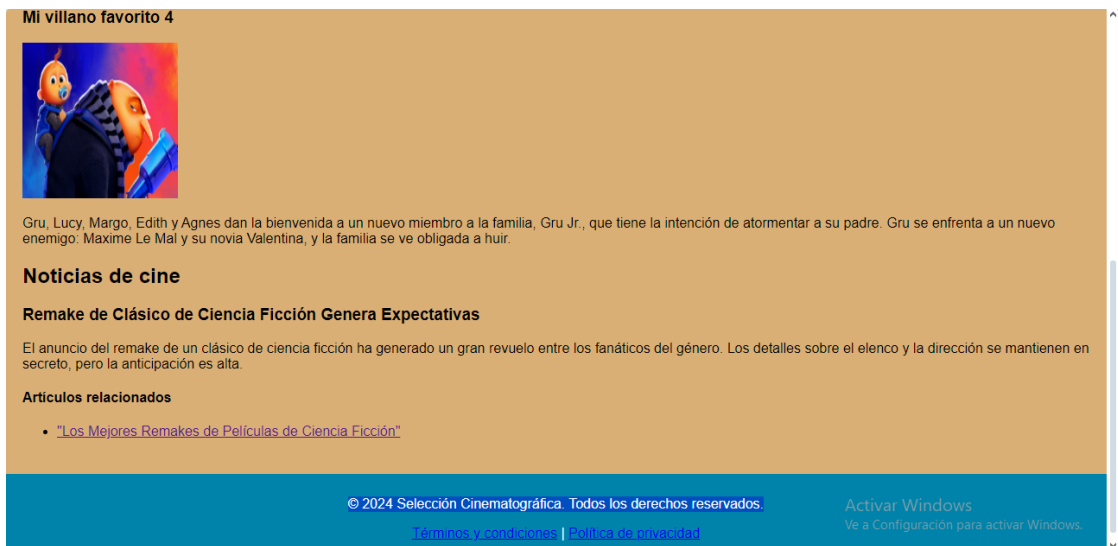 Mi villano favorito 4
Gru, Lucy, Margo, Edith y Agnes dan la bienvenida a un nuevo miembro a la familia, Gru Jr., que tiene la intención de atormentar a su padre. Gru se enfrenta a un nuevo
enemigo: Maxime Le Mal y su novia Valentina, y la familia se ve obligada a huir.
Noticias de cine
Remake de Clásico de Ciencia Ficción Genera Expectativas
El anuncio del remake de un clásico de ciencia ficción ha generado un gran revuelo entre los fanáticos del género. Los detalles sobre el elenco y la dirección se mantienen en
secreto, pero la anticipación es alta.
Artículos relacionados
• "Los Mejores Remakes de Películas de Ciencia Ficción"
© 2024 Selección Cinematográfica. Todos los derechos reservados.
Términos y condiciones | Política de privacidad
Activar Windows
Ve a Configuración para activar Windows.